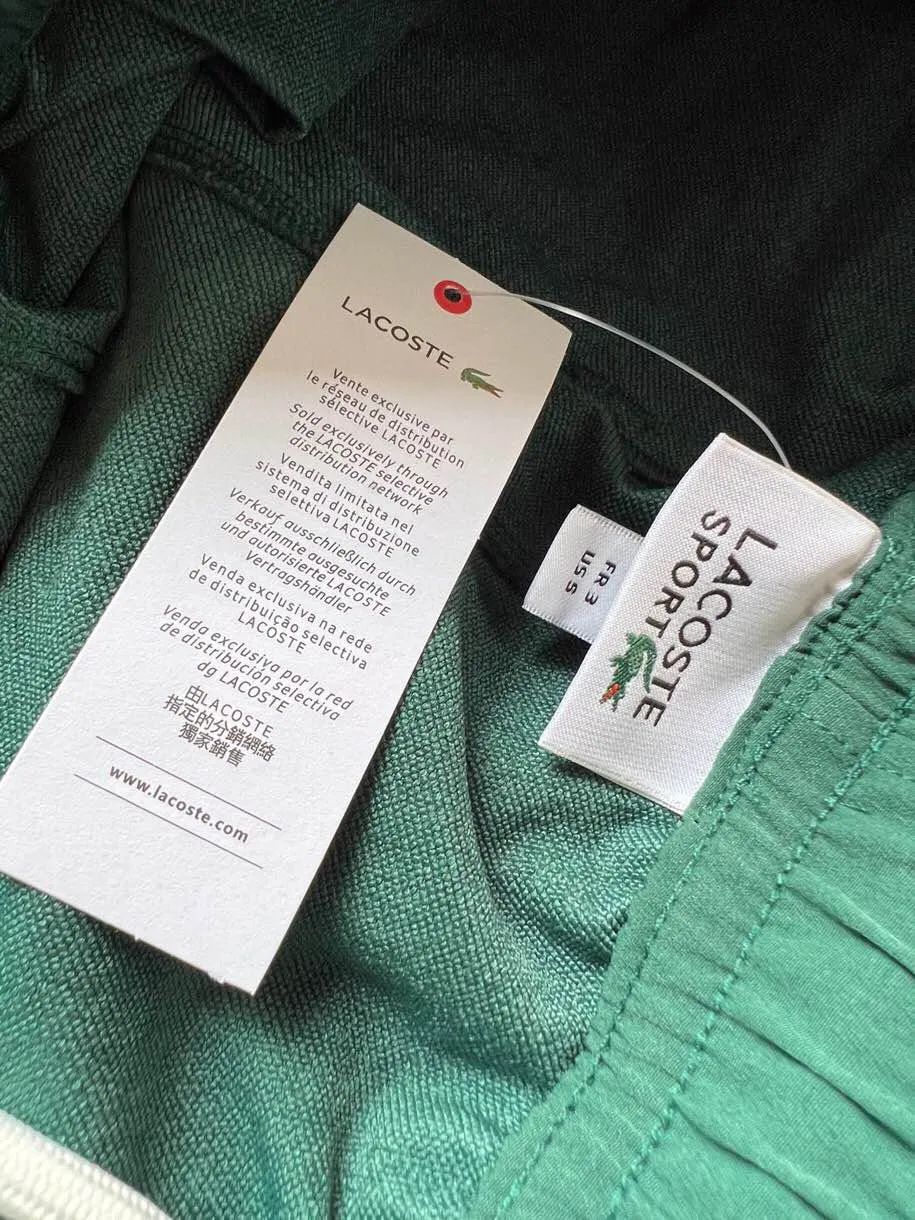 LACOSTE
Vente exclusive par
le réseau de distribution
sélective LACOSTE
Sold exclusively through
the LACOSTE selective
distribution network
Vendita limitata nel
sistema di distribuzione
selettiva LACOSTE
Verkauf ausschließlich durch
bestimmte ausgesuchte
und autorisierte LACOSTE
Vertragshändler
Venda exclusiva na rede
de distribuição selectiva
LACOSTE
Venda exclusiva por la red
de distribución selectiva
dg LACOSTE
由LACOSTE
指定的分銷網絡
獨家銷售
www.lacoste.com
FR 3
US S
LACOSTE
SPORT